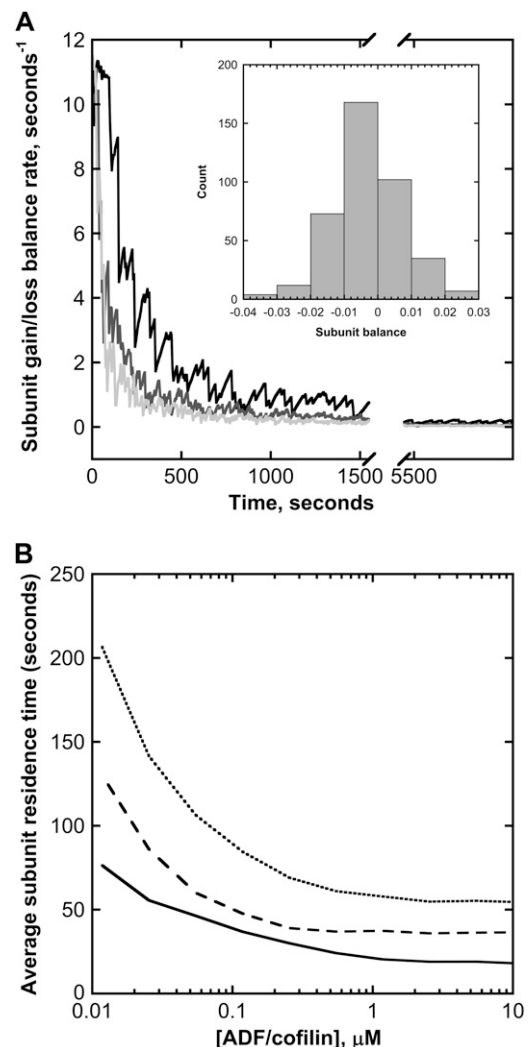 A
Subunit gain/loss balance rate, seconds⁻¹
12
10
8
6
4
2
0
0 500 1000 1500 5500
Time, seconds
200
150
100
50
0
Count
-0.04 -0.03 -0.02 -0.01 0 0.01 0.02 0.03
Subunit balance
B
Average subunit residence time (seconds)
250
200
150
100
50
0
0.01 0.1 1 10
[ADF/cofilin], μM